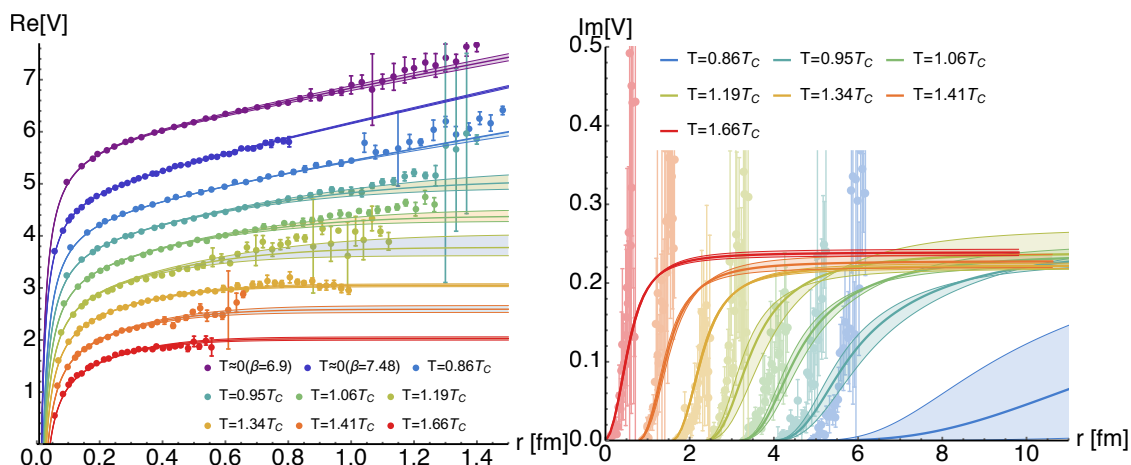 Re[V]
7
6
5
4
3
2
1
0.0 0.2 0.4 0.6 0.8 1.0 1.2 1.4 r [fm]
T≈0(β=6.9) T≈0(β=7.48) T=0.86T_C
T=0.95T_C T=1.06T_C T=1.19T_C
T=1.34T_C T=1.41T_C T=1.66T_C
Im[V]
0.5
0.4
0.3
0.2
0.1
0.0
0 2 4 6 8 10 r [fm]
T=0.86T_C T=0.95T_C T=1.06T_C
T=1.19T_C T=1.34T_C T=1.41T_C
T=1.66T_C